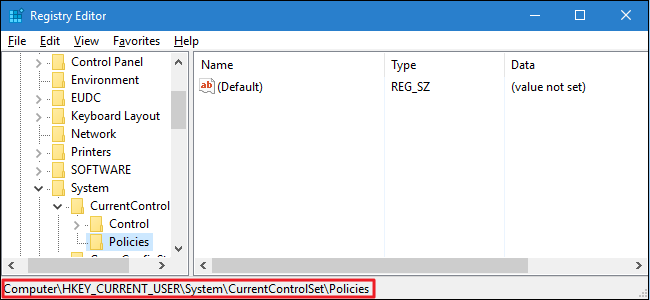 Registry Editor
File Edit View Favorites Help
Control Panel
Environment
EUDC
Keyboard Layout
Network
Printers
SOFTWARE
System
CurrentControl
Control
Policies
Name Type Data
ab (Default) REG_SZ (value not set)
Computer\HKEY_CURRENT_USER\System\CurrentControlSet\Policies